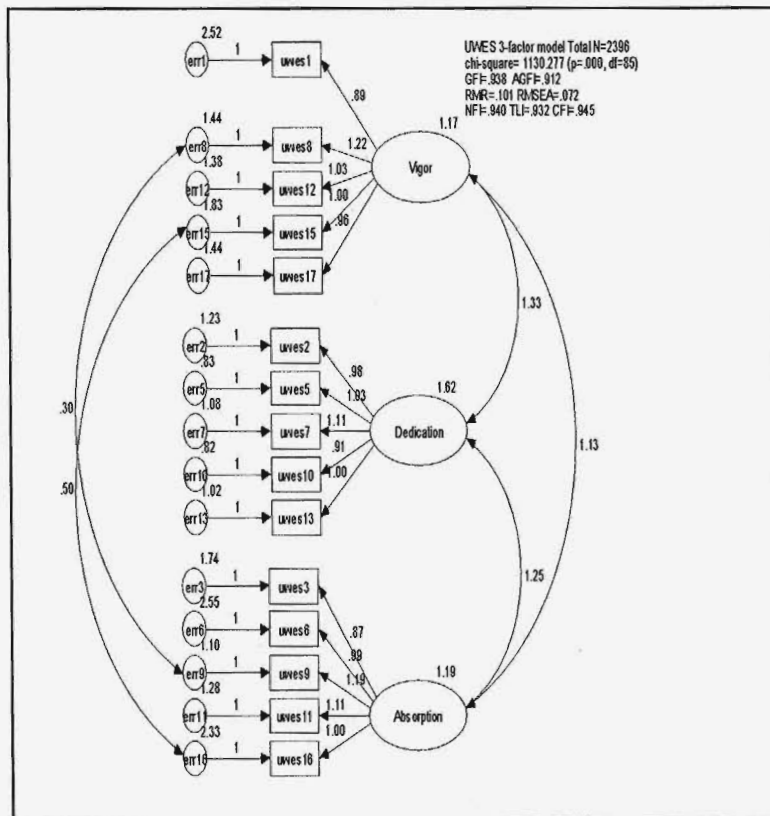 UWES 3-factor model Total N=2396
chi-square= 1130.277 (p=.000, df=85)
GFI=.938 AGFI=.912
RMR=.101 RMSEA=.072
NFI=.940 TLI=.932 CFI=.945
2.52
err1 1 uwes1
.89
1.17
Vigor
1.44
err8 1 uwes8 1.22
1.38
err12 1 uwes12 1.03
1.83
1.00
err15 1 uwes15 .96
1.44
err17 1 uwes17
1.33
1.23
err2 1 uwes2
.98
.83
1.62
err5 1 uwes5 1.03
1.08
err7 1 uwes7 1.11 Dedication
.82
.91
err10 1 uwes10 1.00
1.02
err13 1 uwes13
.30
.50
1.13
1.25
1.74
err3 1 uwes3
.87
2.55
err6 1 uwes6
.99
1.10
1.19
err9 1 uwes9 1.19
1.28
err11 1 uwes11 1.11 Absorption
2.33
1.00
err16 1 uwes16